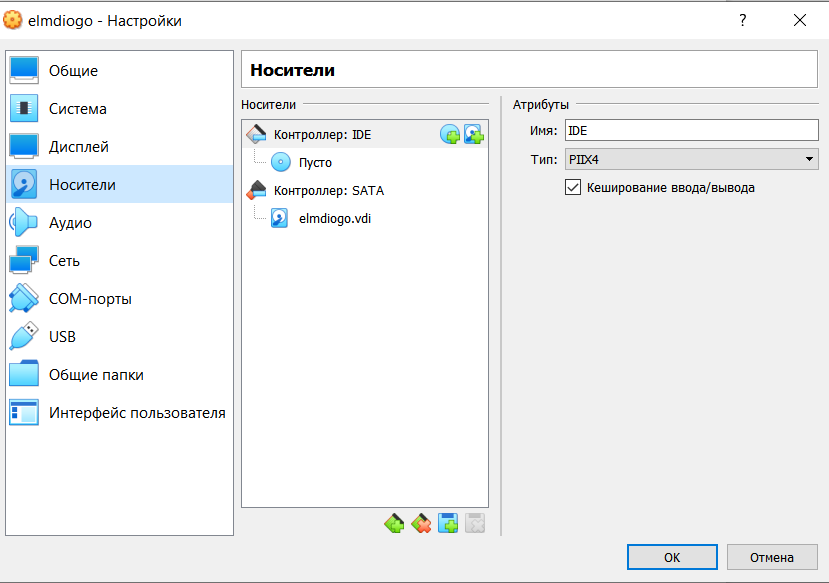 elmdiogo - Настройки
?
Общие
Система
Дисплей
Носители
Аудио
Сеть
COM-порты
USB
Общие папки
Интерфейс пользователя
Носители
Носители
Контроллер: IDE
Пусто
Контроллер: SATA
elmdiogo.vdi
Атрибуты
Имя: IDE
Тип: PIIX4
Кеширование ввода/вывода
OK
Отмена